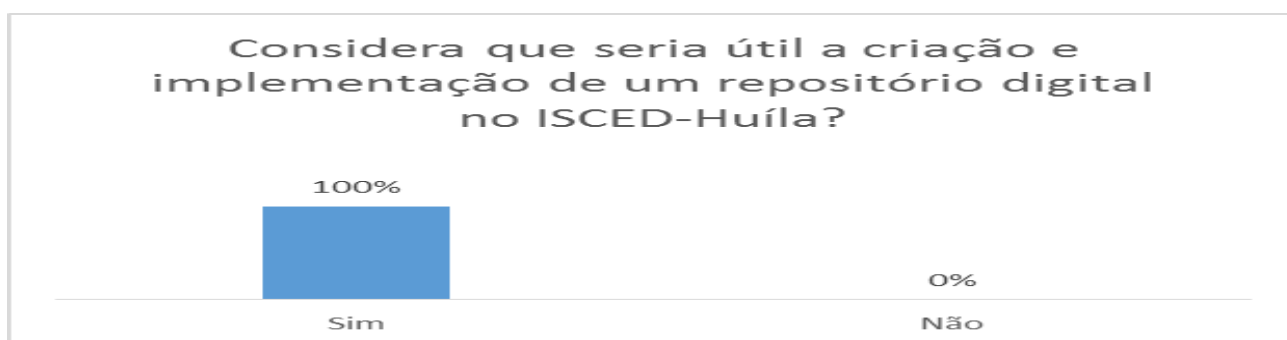 Considera que seria útil a criação e
implementação de um repositório digital
no ISCED-Huíla?
100%
0%
Sim
Não